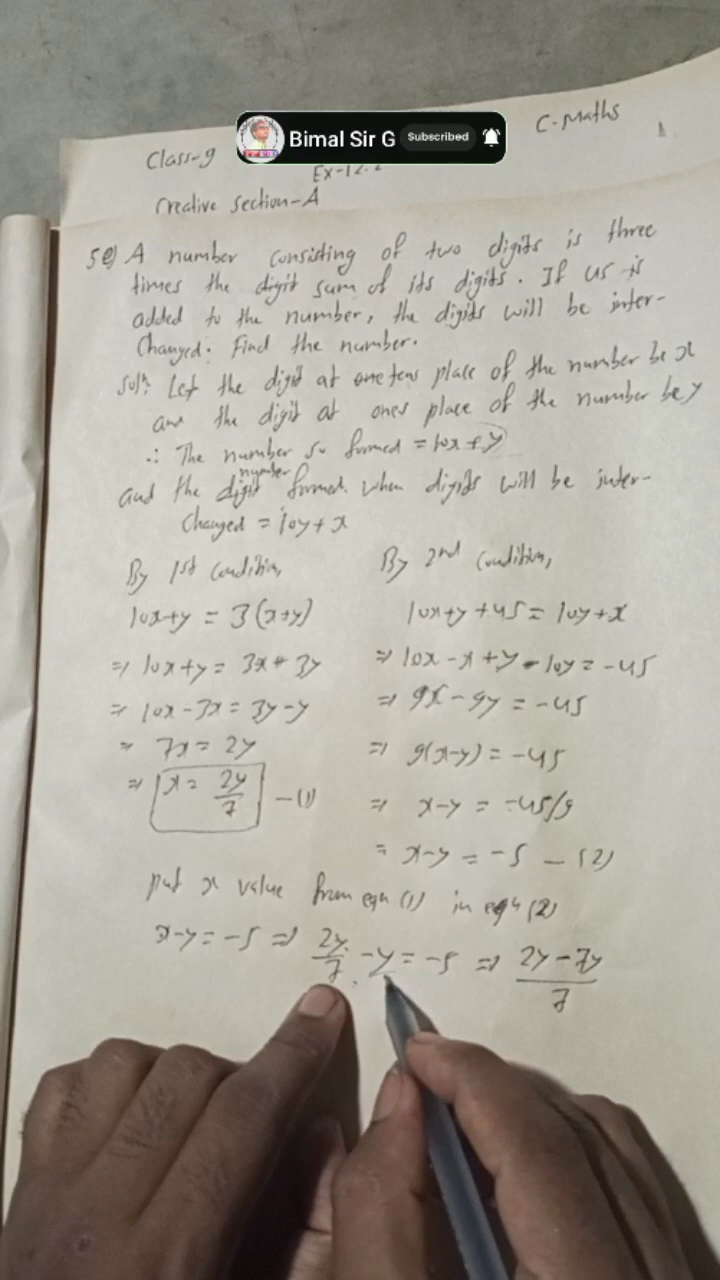 Bimal Sir G Subscribed
Class-9
C-Maths
Ex-12.2
Creative section-A
5e) A number consisting of two digits is three
times the digit sum of its digits. If 45 is
added to the number, the digits will be inter-
Changed. Find the number.
Solⁿ: Let the digit at one tens place of the number be x
and the digit at ones place of the number be y
∴ The number so formed = 10x + y
number
and the digit formed when digits will be inter-
Changed = 10y + x
By 1st condition,
10x+y = 3(x+y)
⇒ 10x+y = 3x + 3y
⇒ 10x-3x = 3y-y
⇒ 7x = 2y
⇒ x = 2y/7 -(1)
By 2nd condition,
10x+y+45 = 10y+x
⇒ 10x-x+y-10y = -45
⇒ 9x-9y = -45
⇒ 9(x-y) = -45
⇒ x-y = -45/9
= x-y = -5 -(2)
put x value from eqn (1) in eqn (2)
x-y = -5 ⇒ 2y/7 - y = -5 ⇒ 2y-7y/7